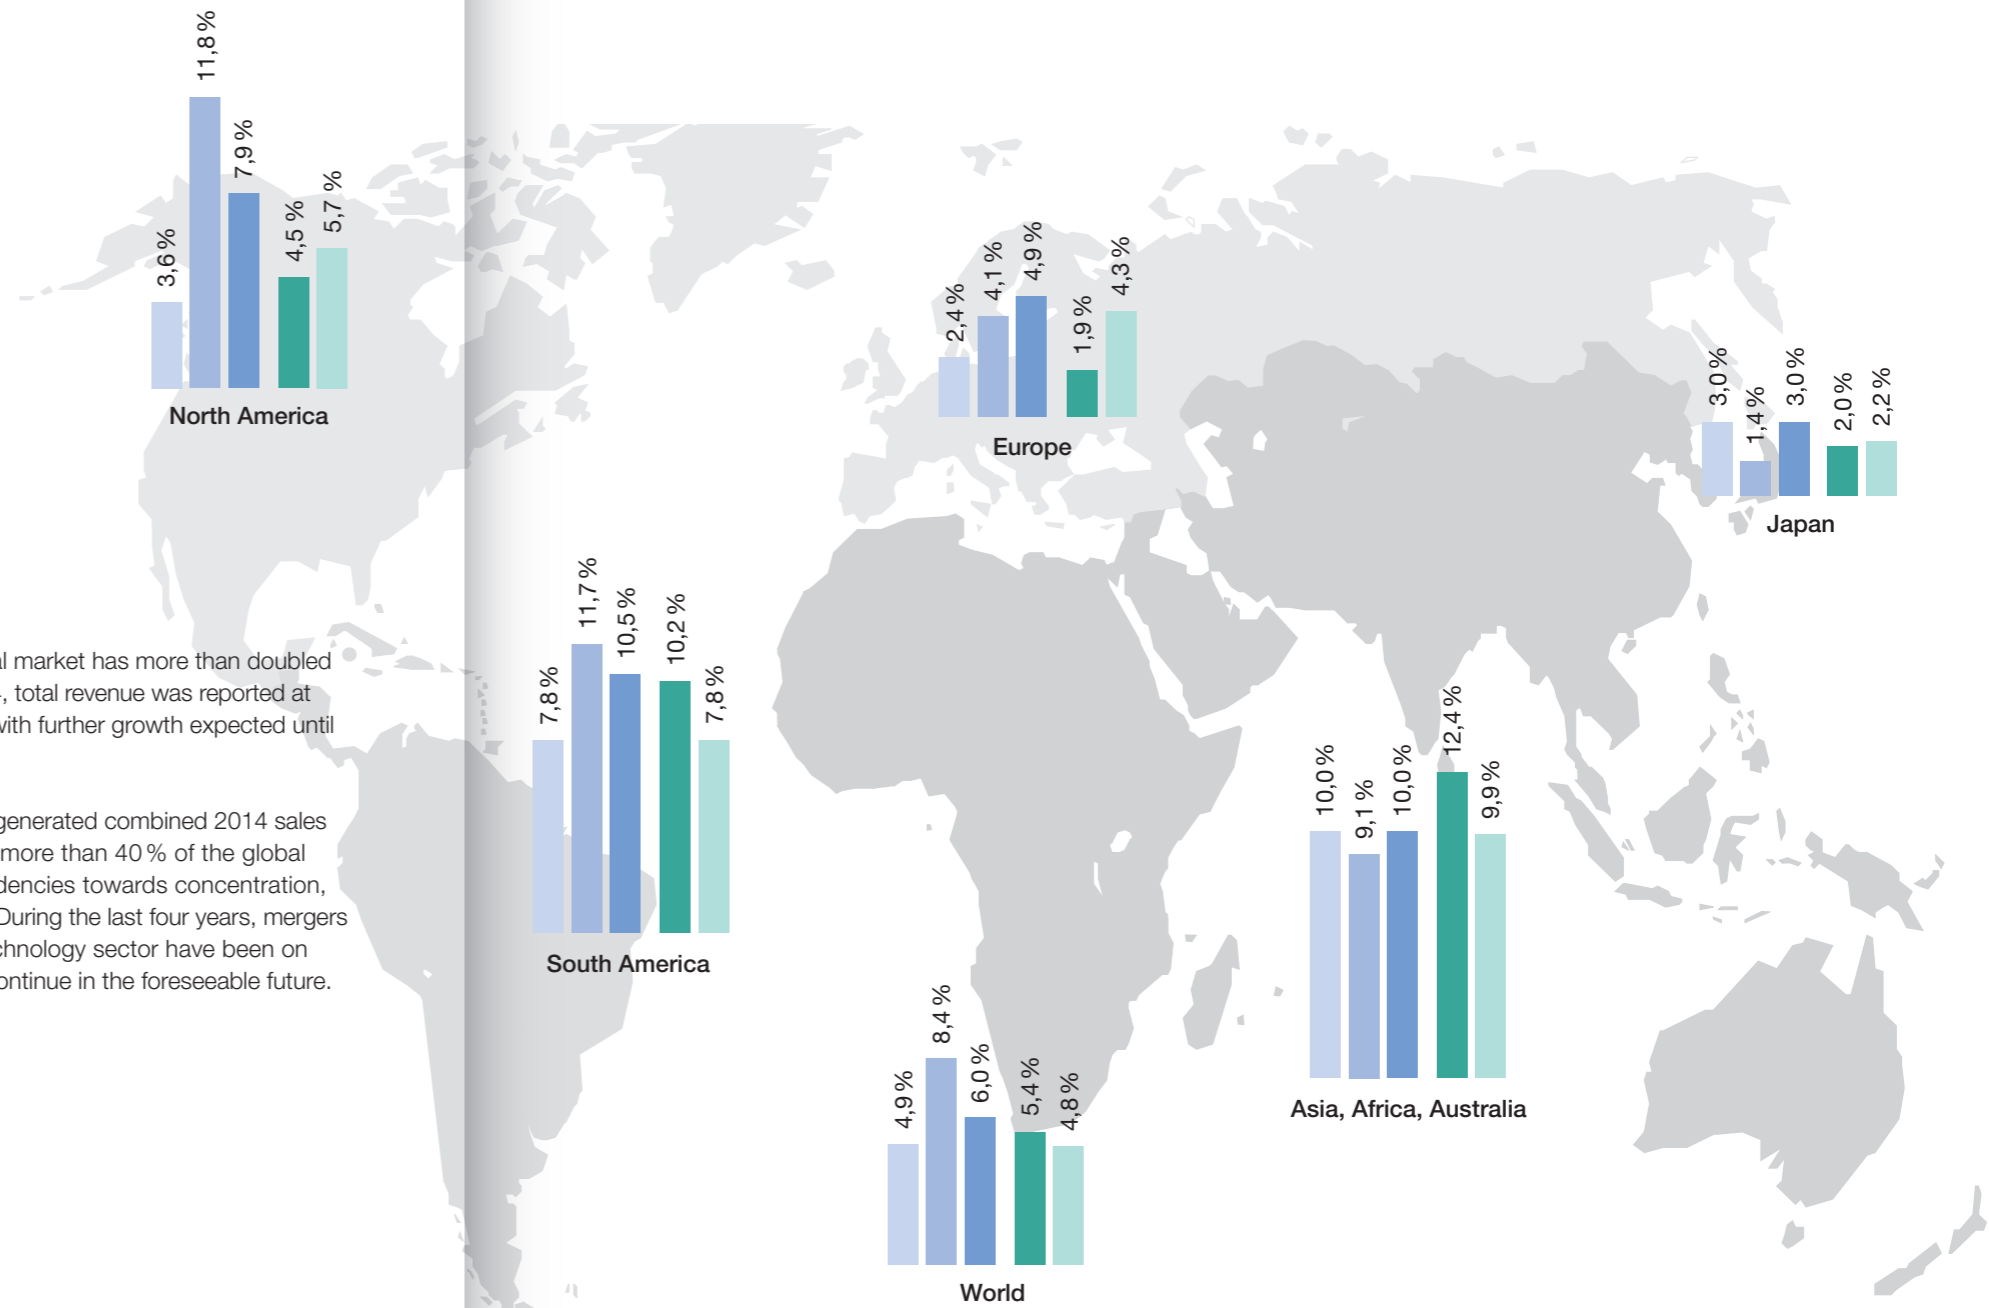 3,6 %
11,8 %
7,9 %
4,5 %
5,7 %
North America
2,4 %
4,1 %
4,9 %
1,9 %
4,3 %
Europe
3,0 %
1,4 %
3,0 %
2,0 %
2,2 %
Japan
7,8 %
11,7 %
10,5 %
10,2 %
7,8 %
South America
10,0 %
9,1 %
10,0 %
12,4 %
9,9 %
Asia, Africa, Australia
4,9 %
8,4 %
6,0 %
5,4 %
4,8 %
World
market has more than doubled
total revenue was reported at
with further growth expected until
generated combined 2014 sales
more than 40 % of the global
towards concentration,
During the last four years, mergers
sector have been on
in the foreseeable future.